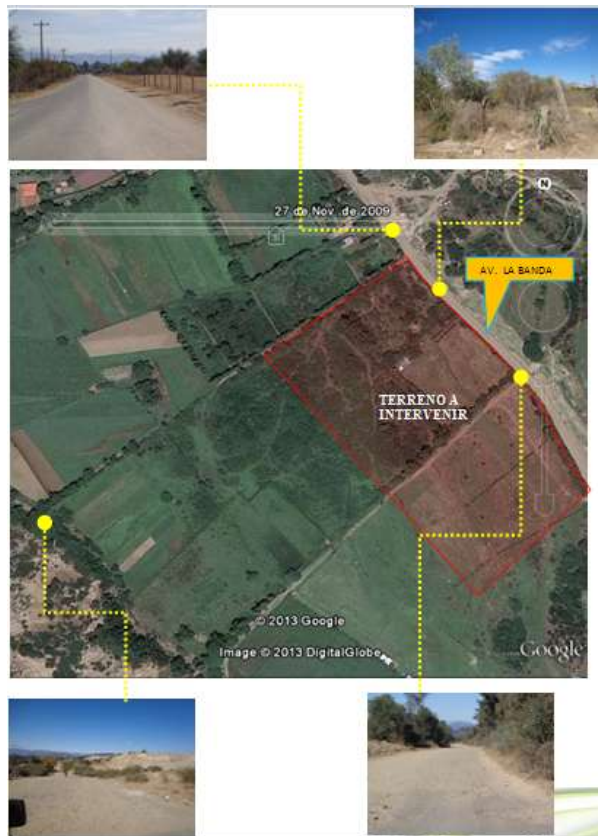 27 de Nov. de 2009
N
AV. LA BANDA
TERRENO A
INTERVENIR
© 2013 Google
Image © 2013 DigitalGlobe
Google